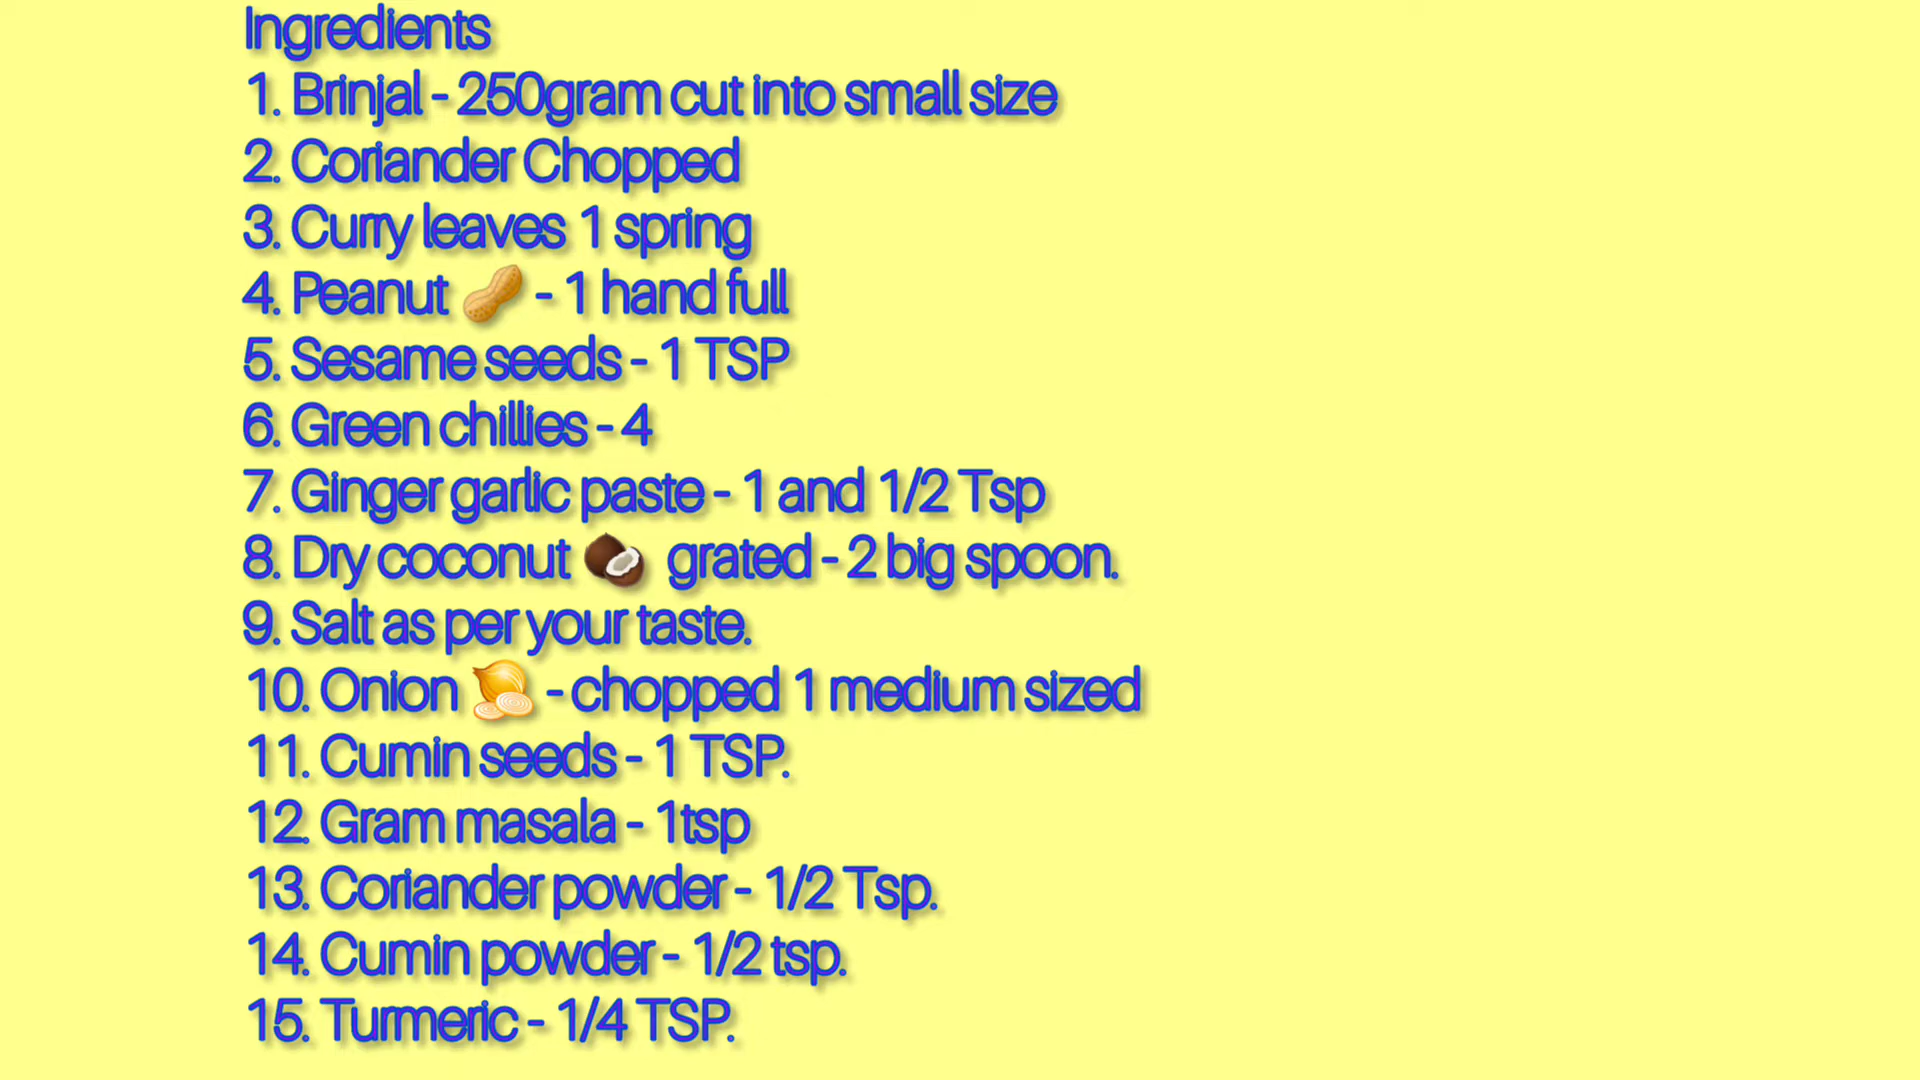 Ingredients
1. Brinjal - 250gram cut into small size
2. Coriander Chopped
3. Curry leaves 1 spring
4. Peanut 🥜 - 1 hand full
5. Sesame seeds - 1 TSP
6. Green chillies - 4
7. Ginger garlic paste - 1 and 1/2 Tsp
8. Dry coconut 🥥 grated - 2 big spoon.
9. Salt as per your taste.
10. Onion 🧅 - chopped 1 medium sized
11. Cumin seeds - 1 TSP.
12. Gram masala - 1tsp
13. Coriander powder - 1/2 Tsp.
14. Cumin powder - 1/2 tsp.
15. Turmeric - 1/4 TSP.